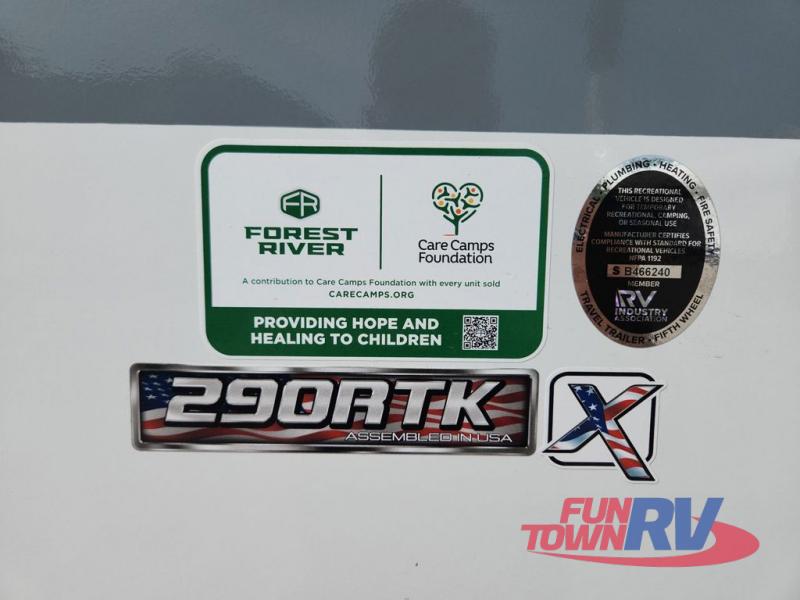 FR
FOREST
RIVER
Care Camps
Foundation
A contribution to Care Camps Foundation with every unit sold
CARECAMPS.ORG
PROVIDING HOPE AND
HEALING TO CHILDREN
ELECTRICAL • PLUMBING • HEATING • FIRE SAFETY
THIS RECREATIONAL
VEHICLE IS DESIGNED
FOR TEMPORARY
RECREATIONAL, CAMPING,
OR SEASONAL USE
MANUFACTURER CERTIFIES
COMPLIANCE WITH STANDARD FOR
RECREATIONAL VEHICLES
NFPA 1192
S B466240
MEMBER
RV
INDUSTRY
ASSOCIATION
TRAVEL TRAILER • FIFTH WHEEL
290RTK
ASSEMBLED IN USA
X
FUN
TOWN RV